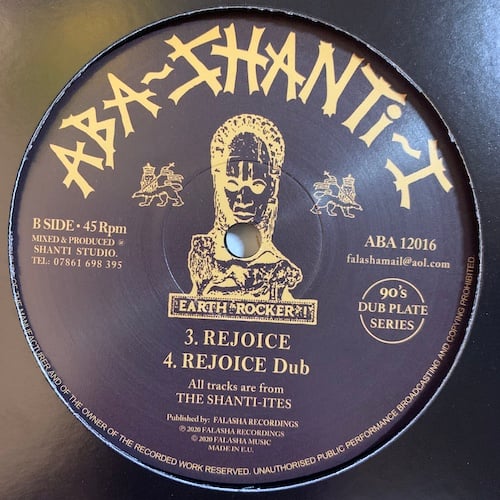 ABA~SHANTi~I
B SIDE • 45 Rpm
MIXED & PRODUCED @
SHANTI STUDIO.
TEL: 07861 698 395
ABA 12016
falashamail@aol.com
90's
DUB PLATE
SERIES
EARTH ROCKER!
3. REJOICE
4. REJOICE Dub
All tracks are from
THE SHANTI-ITES
Published by: FALASHA RECORDINGS
℗ 2020 FALASHA RECORDINGS
© 2020 FALASHA MUSIC
MADE IN E.U.
OF THE MANUFACTURER AND OF THE OWNER OF THE RECORDED WORK RESERVED. UNAUTHORISED PUBLIC PERFORMANCE BROADCASTING AND COPYING PROHIBITED.